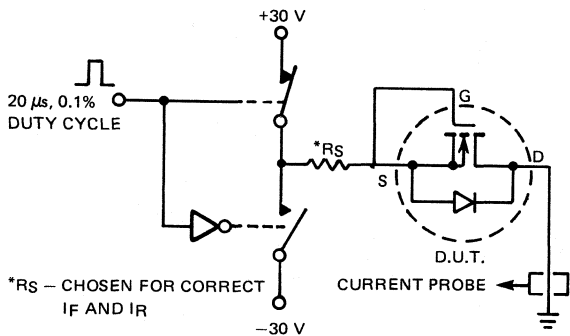 +30 V
20 μs, 0.1%
DUTY CYCLE
*RS
G
S
D
D.U.T.
*RS – CHOSEN FOR CORRECT
IF AND IR
CURRENT PROBE
–30 V